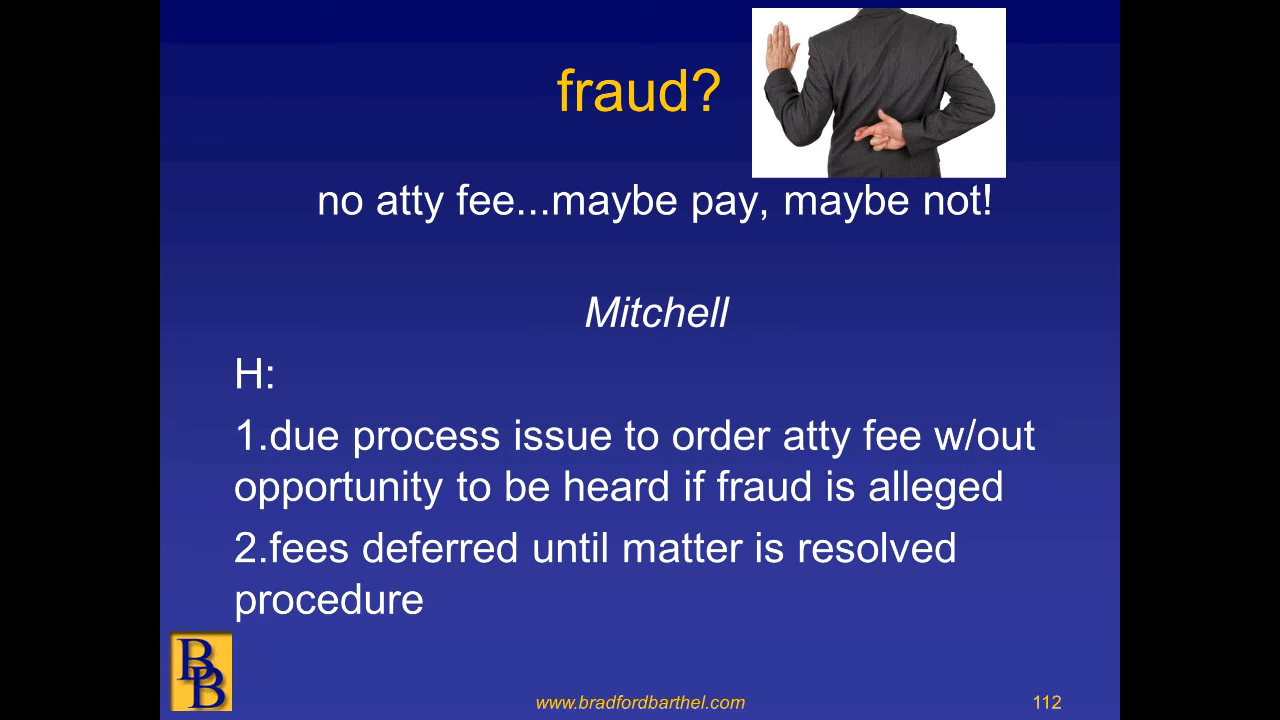 fraud?
no atty fee...maybe pay, maybe not!
Mitchell
H:
1.due process issue to order atty fee w/out
opportunity to be heard if fraud is alleged
2.fees deferred until matter is resolved
procedure
BB
www.bradfordbarthel.com
112